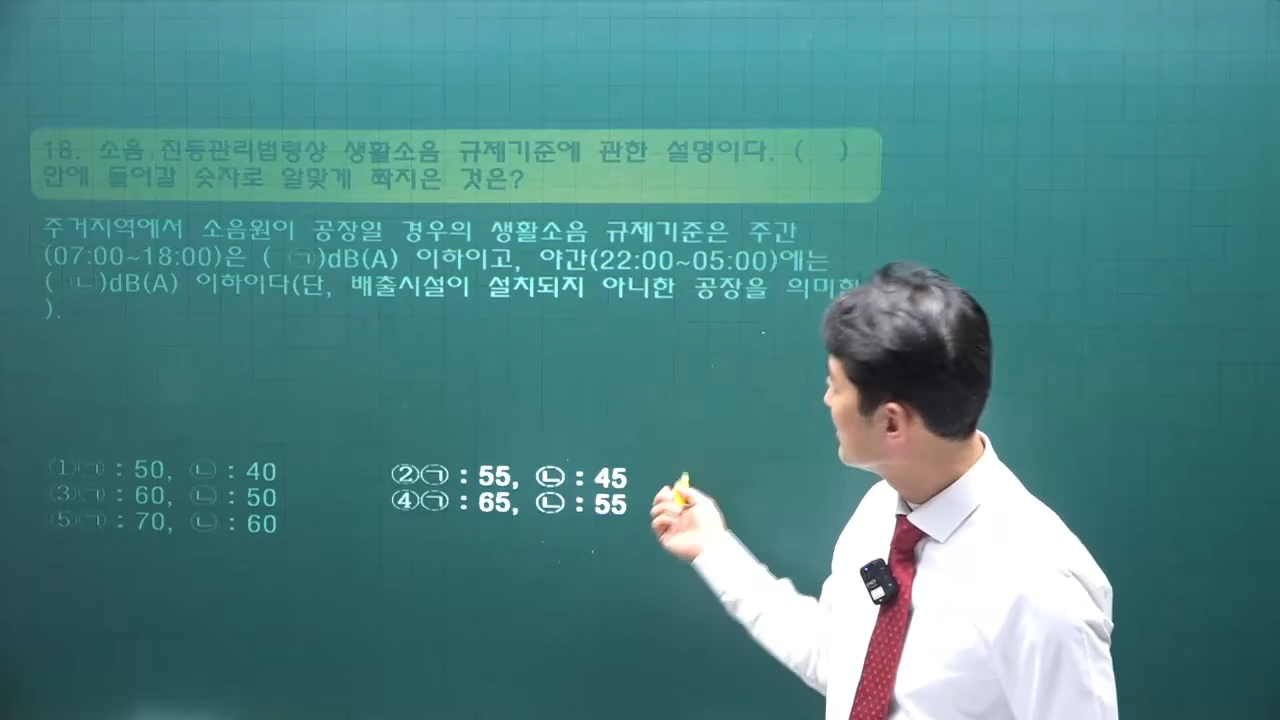 18. 소음.진동관리법령상 생활소음 규제기준에 관한 설명이다. ( )
안에 들어갈 숫자로 알맞게 짝지은 것은?
주거지역에서 소음원이 공장일 경우의 생활소음 규제기준은 주간
(07:00~18:00)은 ( ㉠)dB(A) 이하이고, 야간(22:00~05:00)에는
( ㉡)dB(A) 이하이다(단, 배출시설이 설치되지 아니한 공장을
).
①㉠ : 50, ㉡ : 40 ②㉠ : 55, ㉡ : 45
③㉠ : 60, ㉡ : 50 ④㉠ : 65, ㉡ : 55
⑤㉠ : 70, ㉡ : 60